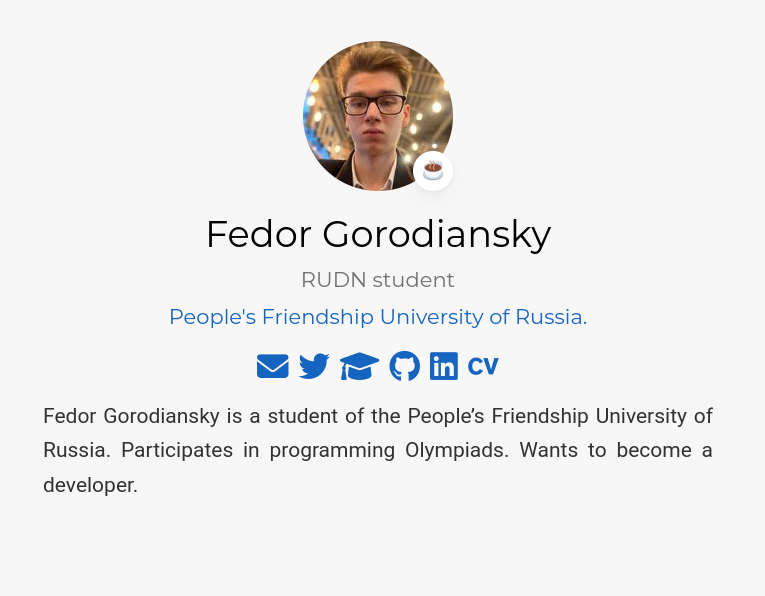 Fedor Gorodiansky
RUDN student
People's Friendship University of Russia.
CV
Fedor Gorodiansky is a student of the People’s Friendship University of
Russia. Participates in programming Olympiads. Wants to become a
developer.